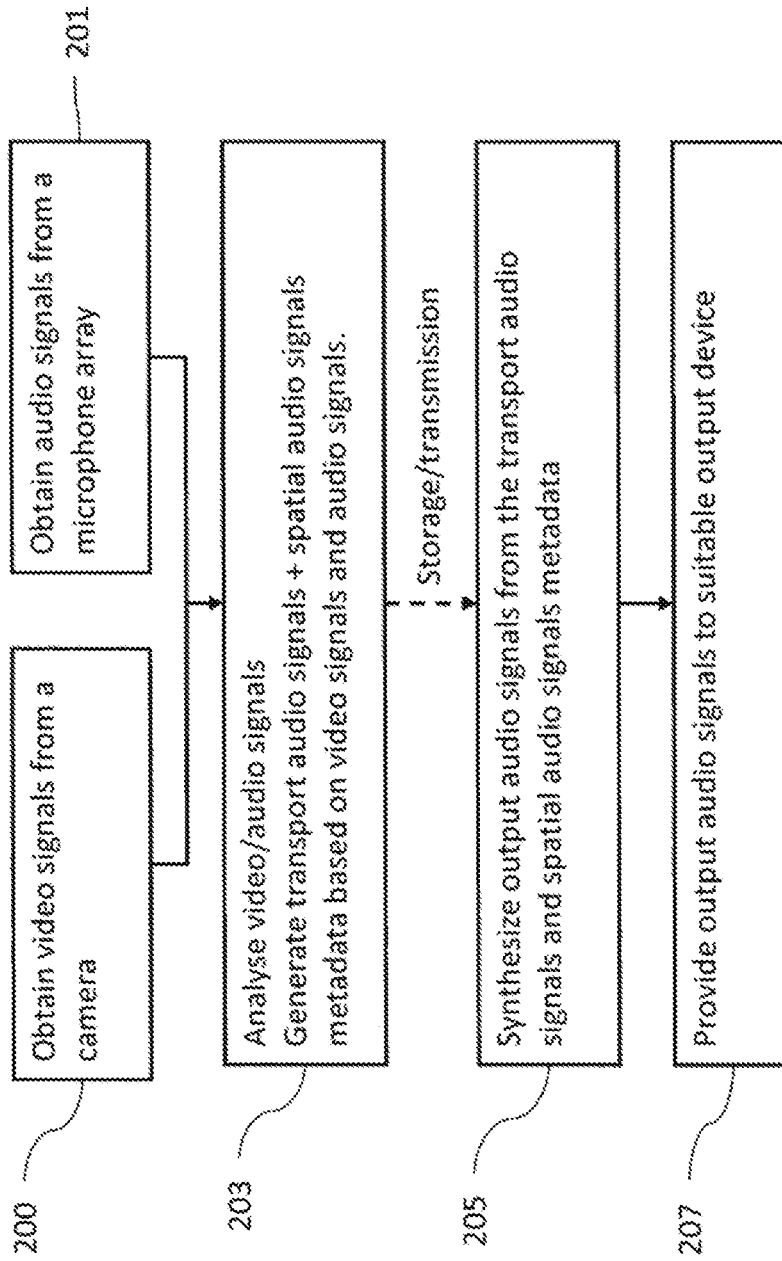 200
Obtain video signals from a
camera
Obtain audio signals from a
microphone array
201
203
Analyse video/audio signals
Generate transport audio signals + spatial audio signals
metadata based on video signals and audio signals.
Storage/transmission
205
Synthesize output audio signals from the transport audio
signals and spatial audio signals metadata
207
Provide output audio signals to suitable output device